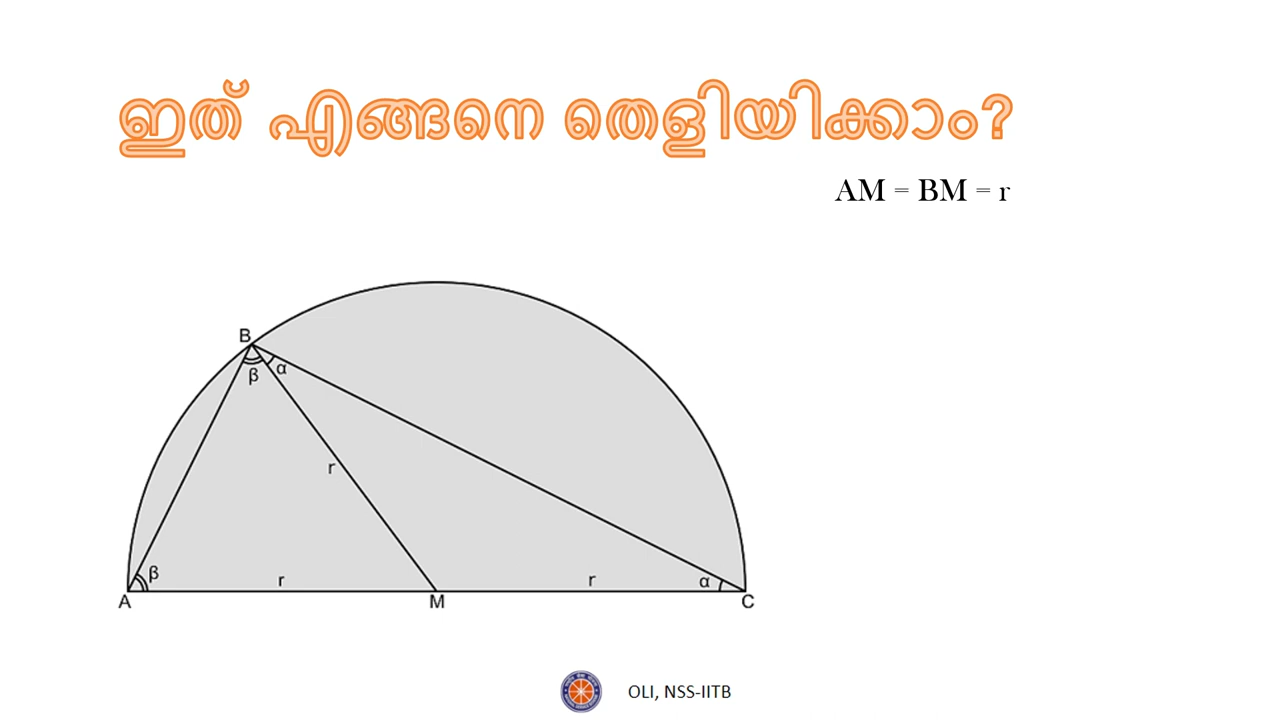 ഇത് എങ്ങനെ തെളിയിക്കാം?
AM = BM = r
B
β α
r
β
r r α
A M C
OLI, NSS-IITB